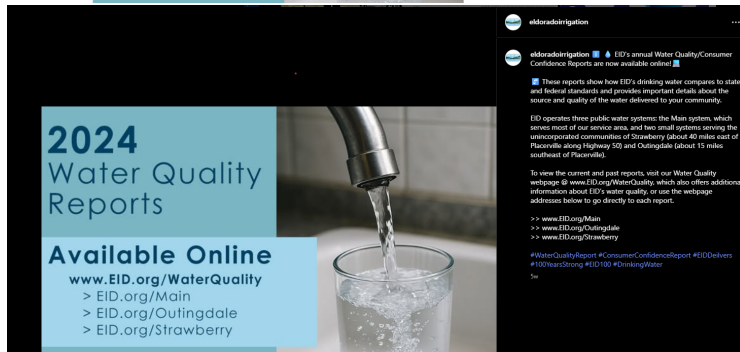 2024
Water Quality
Reports
Available Online
www.EID.org/WaterQuality
> EID.org/Main
> EID.org/Outingdale
> EID.org/Strawberry
eldoradoirrigation
...
eldoradoirrigation ℹ️ 💧 EID's annual Water Quality/Consumer
Confidence Reports are now available online!
These reports show how EID's drinking water compares to state
and federal standards and provides important details about the
source and quality of the water delivered to your community.
EID operates three public water systems: the Main system, which
serves most of our service area, and two small systems serving the
unincorporated communities of Strawberry (about 40 miles east of
Placerville along Highway 50) and Outingdale (about 15 miles
southeast of Placerville).
To view the current and past reports, visit our Water Quality
webpage @ www.EID.org/WaterQuality, which also offers additional
information about EID's water quality, or use the webpage
addresses below to go directly to each report.
>> www.EID.org/Main
>> www.EID.org/Outingdale
>> www.EID.org/Strawberry
#WaterQualityReport #ConsumerConfidenceReport #EIDDeilvers
#100YearsStrong #EID100 #DrinkingWater
5w